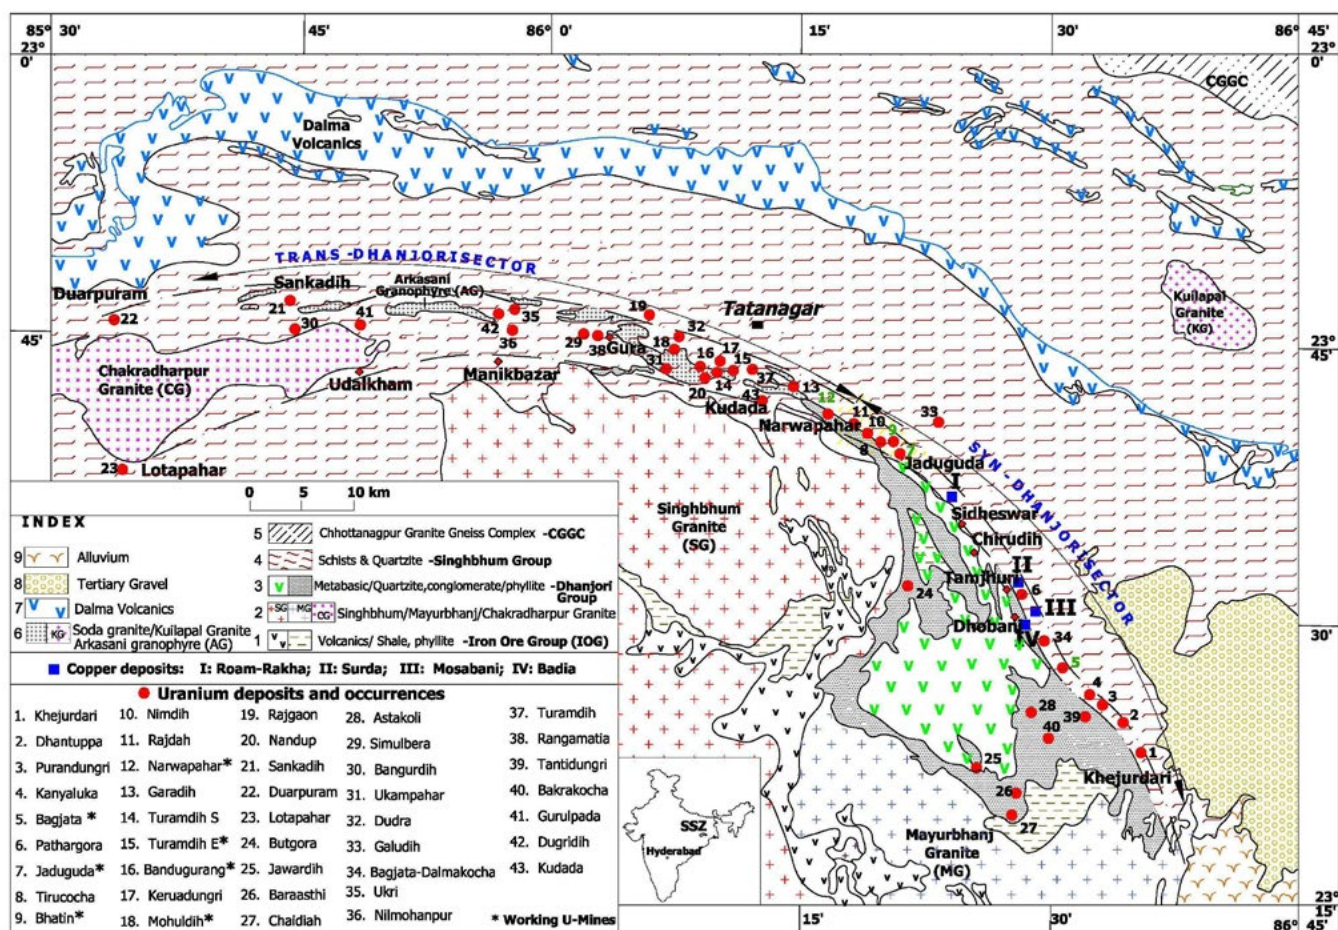 85° 30' 45' 86° 0' 15' 30' 45' 86°
23° 0' 23° 0'
CGGC
Dalma Volcanics
TRANS -DHANJORISECTOR
Duarpuram
Sankadih
Arkasani Granophyre (AG)
Tatanagar
Kuilapal Granite (KG)
22 21 30 41 42 35 36 29 38 19 32 18 17 16 15 31 20 14 37 13 43
Gura
45' 23° 45'
Chakradharpur Granite (CG)
Udalkham
Manikbazar
Kudada
12 11 10 9 8 7 33
Narwapahar
Jaduguda
SYN-DHANJORISECTOR
23 Lotapahar
I
Sidheswar
Chirudih
II
Tamjhuri
6
III
Dhobani
IV
34
5
24
Singhbhum Granite (SG)
30'
4 3 2 1
28 39 40
25 26 27
Khejurdari
Mayurbhanj Granite (MG)
SSZ
Hyderabad
15' 30' 86° 45'
23° 15'
0 5 10 km
INDEX
9 Alluvium
8 Tertiary Gravel
7 Dalma Volcanics
6 KG Soda granite/Kuilapal Granite Arkasani granophyre (AG)
5 Chhottanagpur Granite Gneiss Complex -CGGC
4 Schists & Quartzite -Singhbhum Group
3 Metabasic/Quartzite,conglomerate/phyllite -Dhanjori Group
2 SG MG CG Singhbhum/Mayurbhanj/Chakradharpur Granite
1 Volcanics/ Shale, phyllite -Iron Ore Group (IOG)
Copper deposits: I: Roam-Rakha; II: Surda; III: Mosabani; IV: Badia
Uranium deposits and occurrences
1. Khejurdari
2. Dhantuppa
3. Purandungri
4. Kanyaluka
5. Bagjata *
6. Pathargora
7. Jaduguda*
8. Tirucocha
9. Bhatin*
10. Nimdih
11. Rajdah
12. Narwapahar*
13. Garadih
14. Turamdih S
15. Turamdih E*
16. Bandugurang*
17. Keruadungri
18. Mohuldih*
19. Rajgaon
20. Nandup
21. Sankadih
22. Duarpuram
23. Lotapahar
24. Butgora
25. Jawardih
26. Baraasthi
27. Chaidiah
28. Astakoli
29. Simulbera
30. Bangurdih
31. Ukampahar
32. Dudra
33. Galudih
34. Bagjata-Dalmakocha
35. Ukri
36. Nilmohanpur
37. Turamdih
38. Rangamatia
39. Tantidungri
40. Bakrakocha
41. Gurulpada
42. Dugridih
43. Kudada
* Working U-Mines